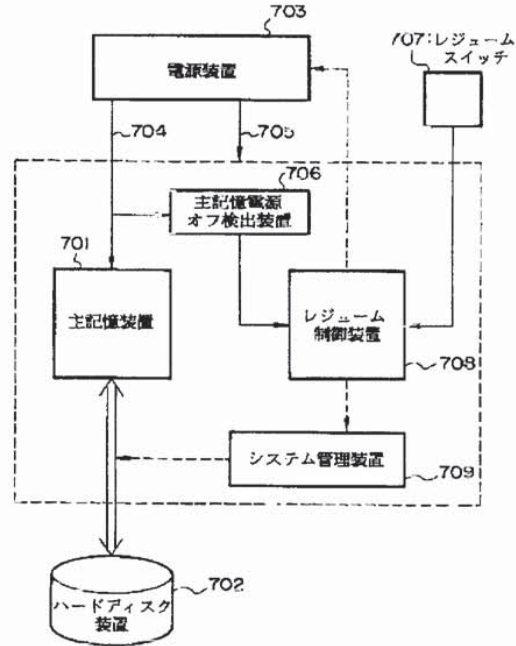 703
電源装置
707:レジューム
スイッチ
704
705
706
主記憶電源
オフ検出装置
701
主記憶装置
レジューム
制御装置
708
システム管理装置
709
702
ハードディスク
装置